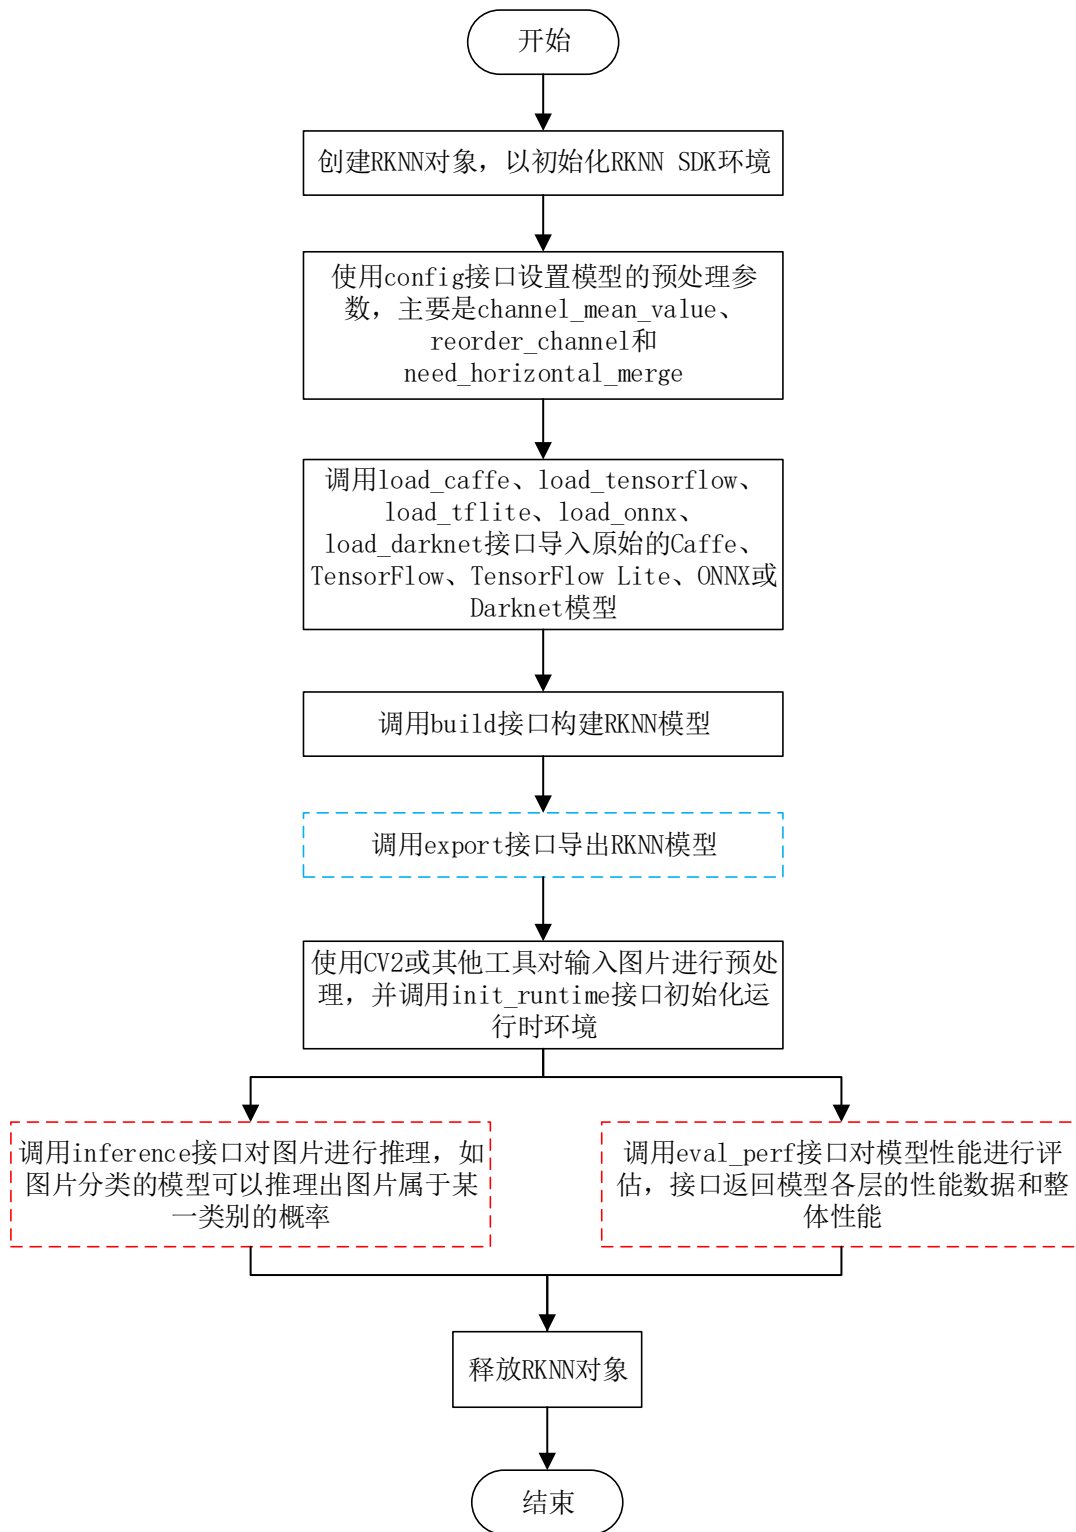 开始
创建RKNN对象，以初始化RKNN SDK环境
使用config接口设置模型的预处理参
数，主要是channel_mean_value、
reorder_channel和
need_horizontal_merge
调用load_caffe、load_tensorflow、
load_tflite、load_onnx、
load_darknet接口导入原始的Caffe、
TensorFlow、TensorFlow Lite、ONNX或
Darknet模型
调用build接口构建RKNN模型
调用export接口导出RKNN模型
使用CV2或其他工具对输入图片进行预处
理，并调用init_runtime接口初始化运
行时环境
调用inference接口对图片进行推理，如
图片分类的模型可以推理出图片属于某
一类别的概率
调用eval_perf接口对模型性能进行评
估，接口返回模型各层的性能数据和整
体性能
释放RKNN对象
结束